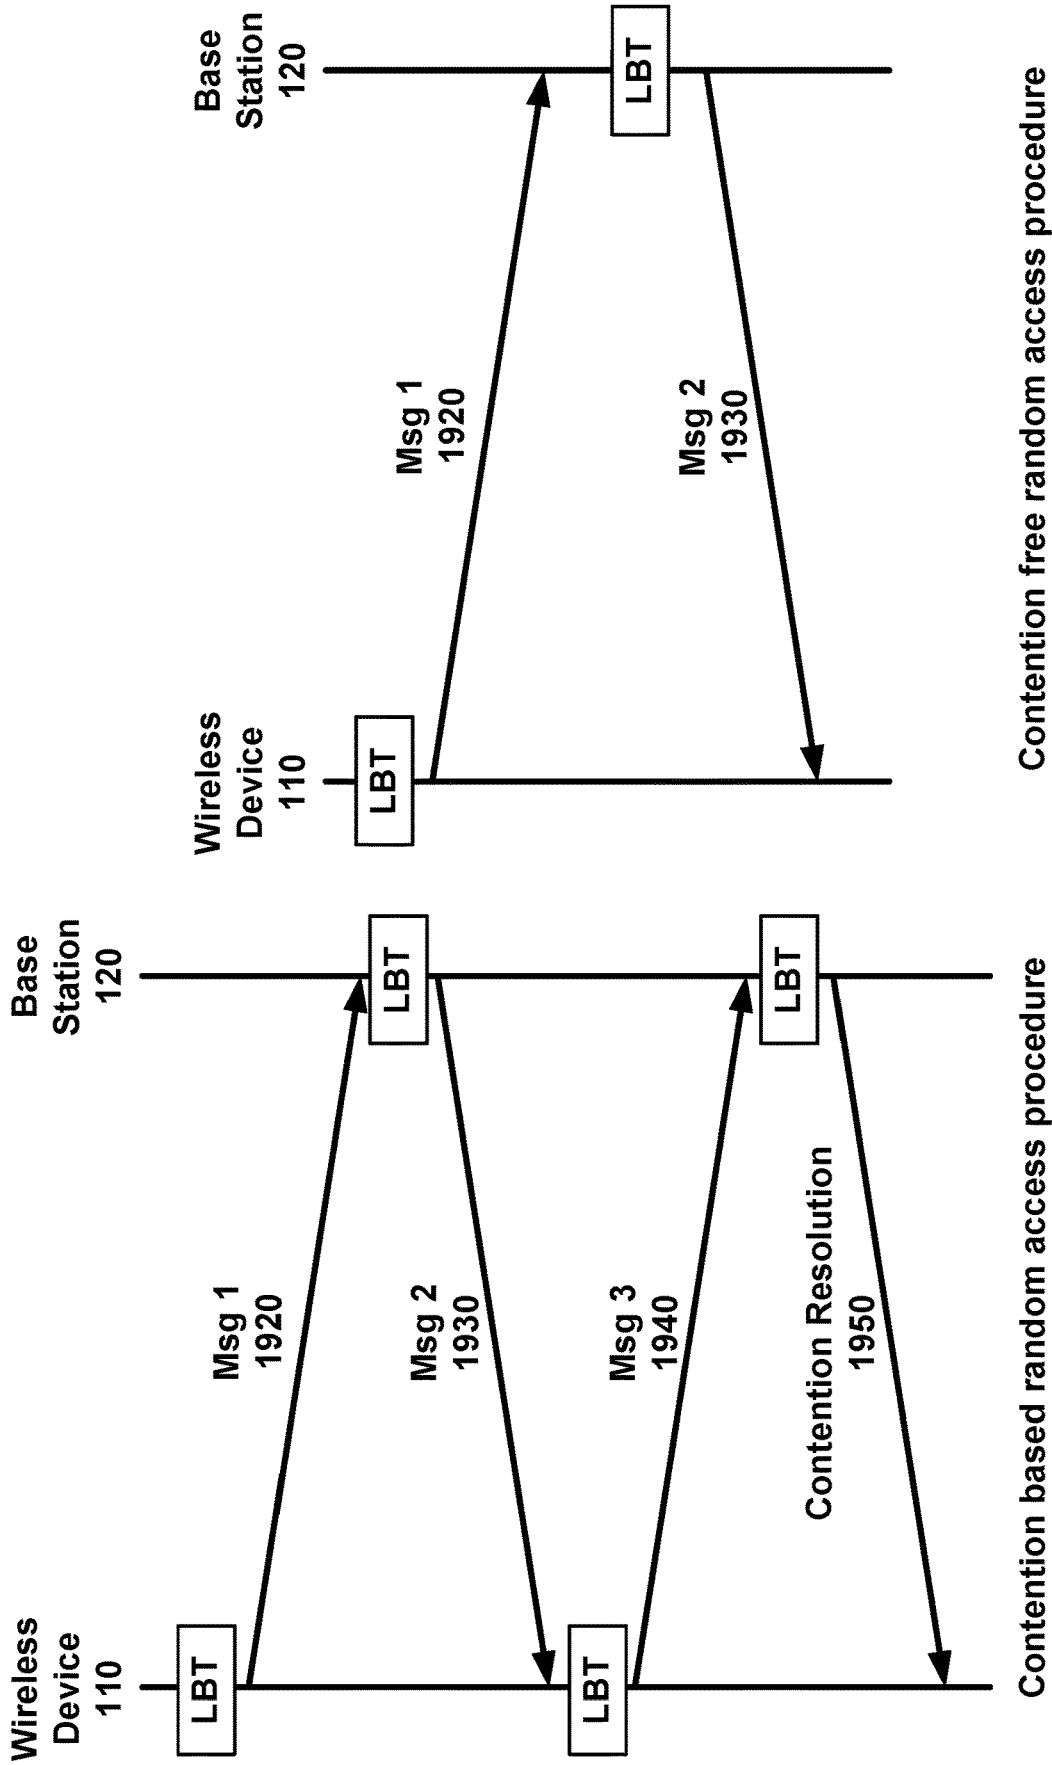 Wireless
Device
110
Base
Station
120
LBT
Msg 1
1920
LBT
Msg 2
1930
LBT
Msg 3
1940
LBT
Contention Resolution
1950
Contention based random access procedure
Wireless
Device
110
Base
Station
120
LBT
Msg 1
1920
LBT
Msg 2
1930
Contention free random access procedure